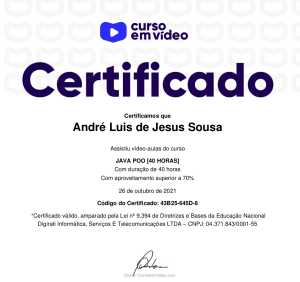 curso
em vídeo
Certificado
Certificamos que
André Luis de Jesus Sousa
Assistiu vídeo-aulas do curso
JAVA POO [40 HORAS]
Com duração de 40 horas
Com aproveitamento superior a 70%
26 de outubro de 2021
Código do Certificado: 43B25-645D-8
*Certificado válido, amparado pela Lei nº 9.394 de Diretrizes e Bases da Educação Nacional
Digirati Informática, Serviços E Telecomunicações LTDA – CNPJ: 04.371.843/0001-55
Diretor CursoemVideo.com